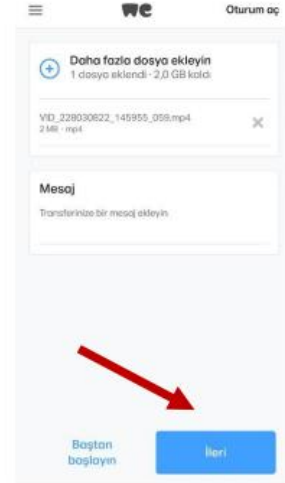 we
Oturum aç
Daha fazla dosya ekleyin
1 dosya eklendi · 2,0 GB kaldı
VID_228030822_145955_059.mp4
2 MB · mp4
Mesaj
Transferinize bir mesaj ekleyin
Baştan
başlayın
İleri